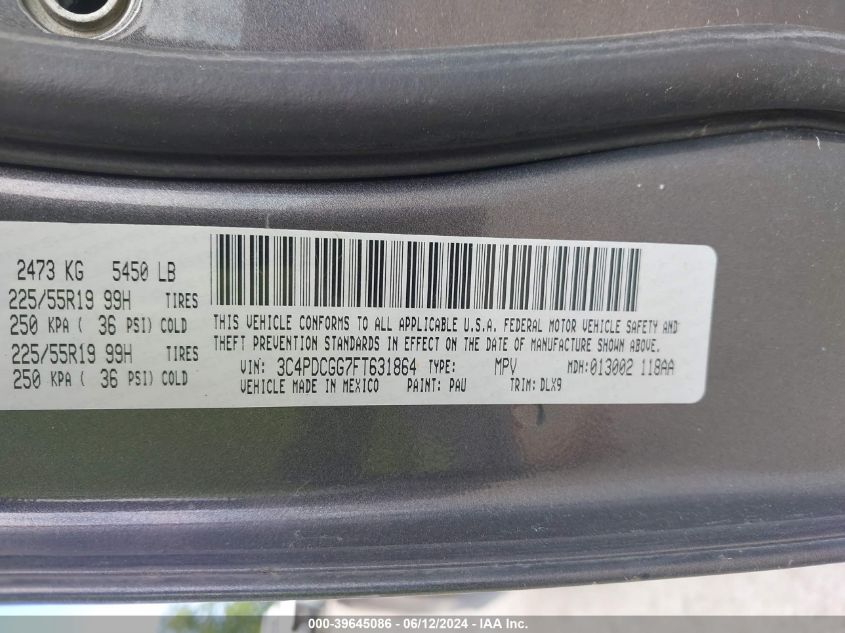 2473 KG 5450 LB
225/55R19 99H TIRES
250 KPA ( 36 PSI) COLD
225/55R19 99H TIRES
250 KPA ( 36 PSI) COLD
THIS VEHICLE CONFORMS TO ALL APPLICABLE U.S.A. FEDERAL MOTOR VEHICLE SAFETY AND
THEFT PREVENTION STANDARDS IN EFFECT ON THE DATE OF MANUFACTURE SHOWN ABOVE.
VIN: 3C4PDCGG7FT631864 TYPE: MPV MDH:013002 118AA
VEHICLE MADE IN MEXICO PAINT: PAU TRIM: DLX9
000-39645086 - 06/12/2024 - IAA Inc.